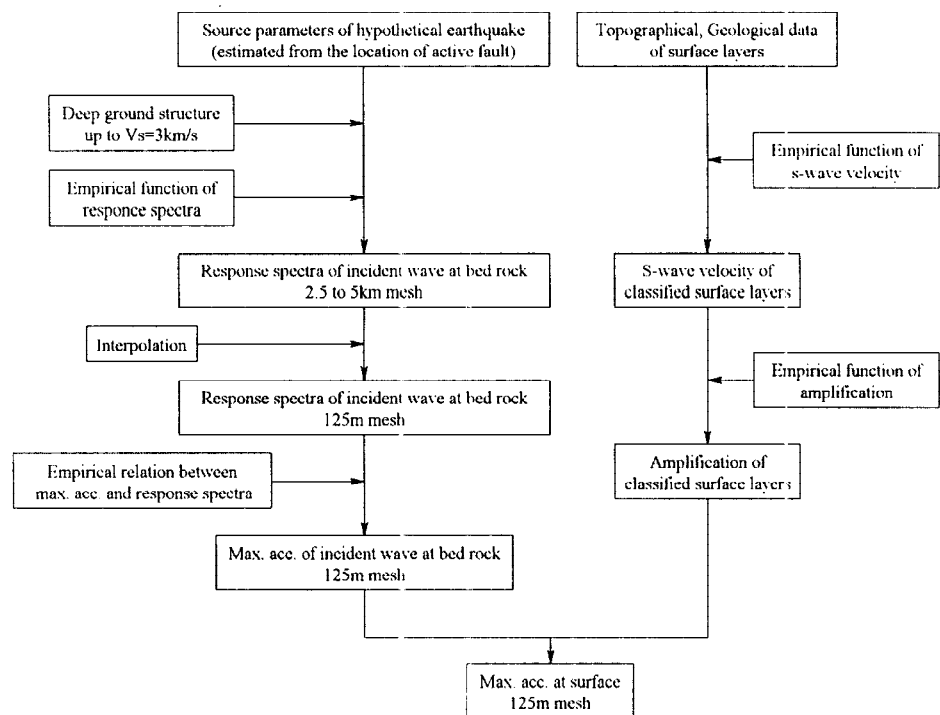 Source parameters of hypothetical earthquake
(estimated from the location of active fault)
Topographical, Geological data
of surface layers
Deep ground structure
up to Vs=3km/s
Empirical function of
s-wave velocity
Empirical function of
responce spectra
Response spectra of incident wave at bed rock
2.5 to 5km mesh
S-wave velocity of
classified surface layers
Interpolation
Empirical function of
amplification
Response spectra of incident wave at bed rock
125m mesh
Empirical relation between
max. acc. and response spectra
Amplification of
classified surface layers
Max. acc. of incident wave at bed rock
125m mesh
Max. acc. at surface
125m mesh